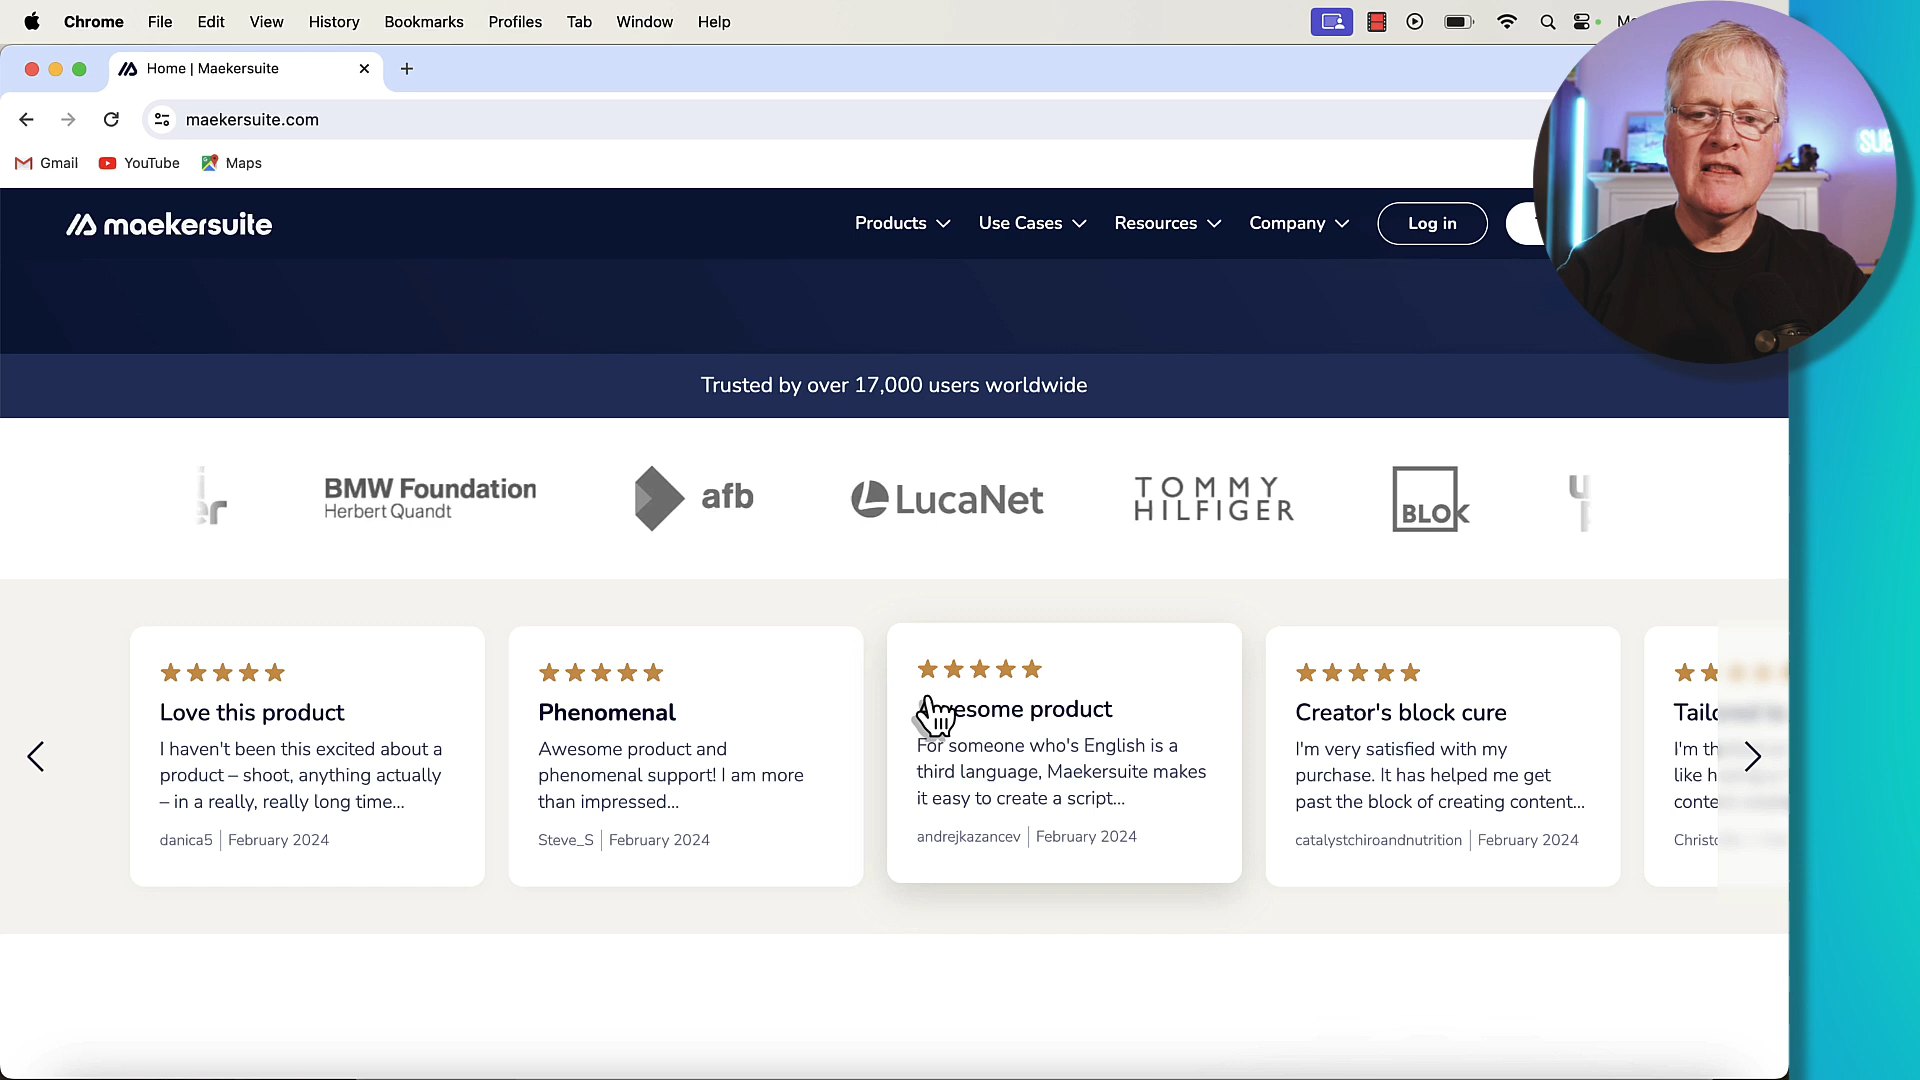 Chrome File Edit View History Bookmarks Profiles Tab Window Help
Home | Maekersuite
maekersuite.com
Gmail YouTube Maps
maekersuite Products Use Cases Resources Company Log in
Trusted by over 17,000 users worldwide
BMW Foundation
Herbert Quandt
afb
LucaNet
TOMMY
HILFIGER
BLOK
Love this product
I haven't been this excited about a
product – shoot, anything actually
– in a really, really long time...
danica5 | February 2024
Phenomenal
Awesome product and
phenomenal support! I am more
than impressed...
Steve_S | February 2024
esome product
For someone who's English is a
third language, Maekersuite makes
it easy to create a script...
andrejkazancev | February 2024
Creator's block cure
I'm very satisfied with my
purchase. It has helped me get
past the block of creating content...
catalystchiroandnutrition | February 2024
I'm
like
SUB